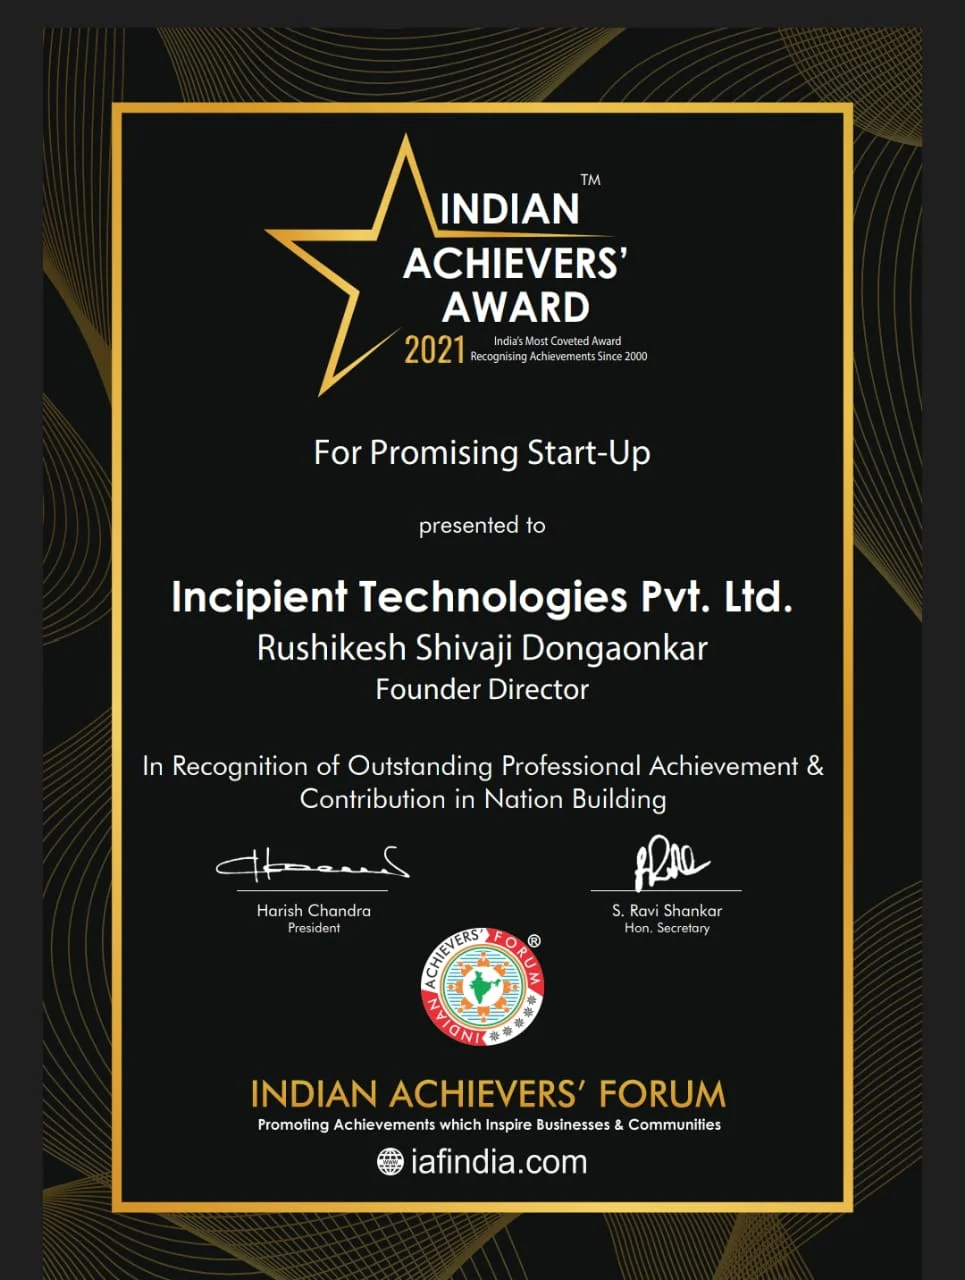 INDIAN™
ACHIEVERS’
AWARD
2021
India's Most Coveted Award
Recognising Achievements Since 2000
For Promising Start-Up
presented to
Incipient Technologies Pvt. Ltd.
Rushikesh Shivaji Dongaonkar
Founder Director
In Recognition of Outstanding Professional Achievement &
Contribution in Nation Building
Harish Chandra
President
S. Ravi Shankar
Hon. Secretary
INDIAN ACHIEVERS' FORUM ®
INDIAN ACHIEVERS’ FORUM
Promoting Achievements which Inspire Businesses & Communities
www iafindia.com